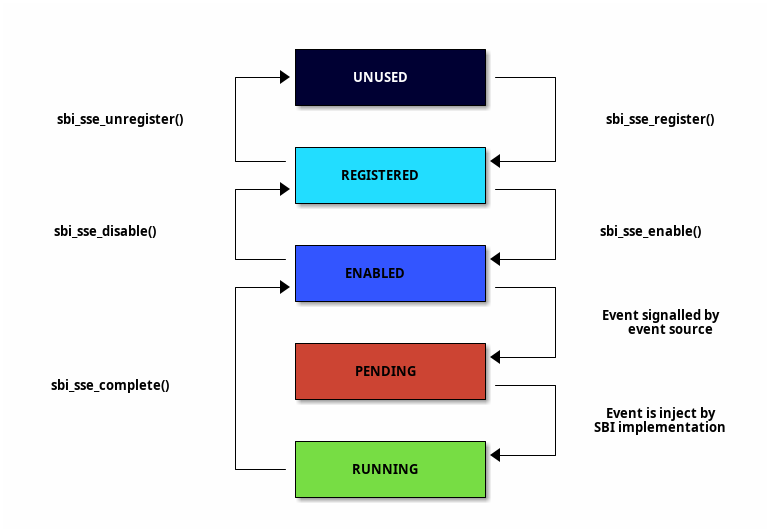 UNUSED
sbi_sse_unregister()
sbi_sse_register()
REGISTERED
sbi_sse_disable()
sbi_sse_enable()
ENABLED
Event signalled by
event source
PENDING
sbi_sse_complete()
Event is inject by
SBI implementation
RUNNING